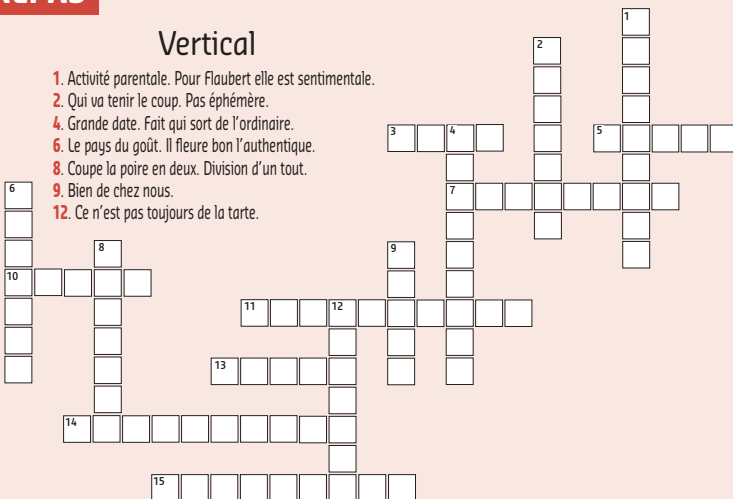 Vertical
1. Activité parentale. Pour Flaubert elle est sentimentale.
2. Qui va tenir le coup. Pas éphémère.
4. Grande date. Fait qui sort de l'ordinaire.
6. Le pays du goût. Il fleure bon l'authentique.
8. Coupe la poire en deux. Division d'un tout.
9. Bien de chez nous.
12. Ce n'est pas toujours de la tarte.
1
2
3 4 5
6 7
8 9
10
11 12
13
14
15